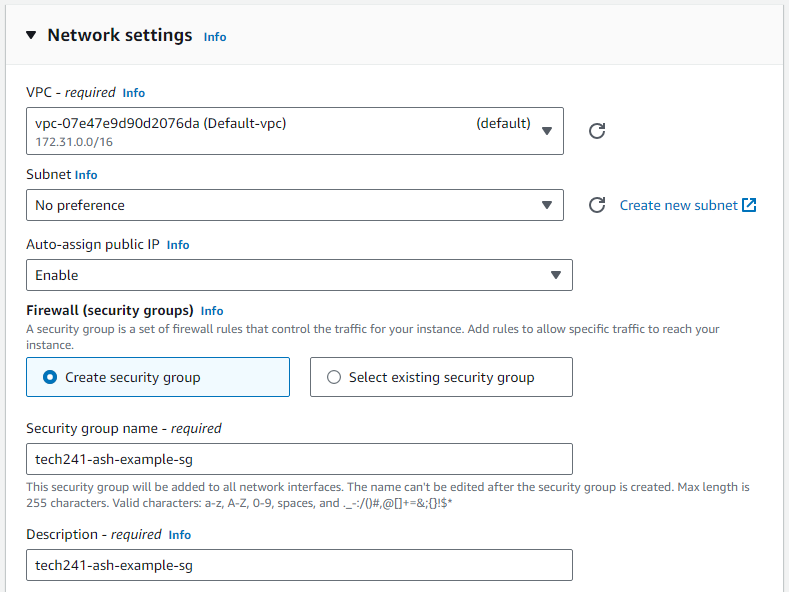 Network settings Info
VPC - required Info
vpc-07e47e9d90d2076da (Default-vpc) (default)
172.31.0.0/16
Subnet Info
No preference
Create new subnet
Auto-assign public IP Info
Enable
Firewall (security groups) Info
A security group is a set of firewall rules that control the traffic for your instance. Add rules to allow specific traffic to reach your
instance.
Create security group
Select existing security group
Security group name - required
tech241-ash-example-sg
This security group will be added to all network interfaces. The name can't be edited after the security group is created. Max length is
255 characters. Valid characters: a-z, A-Z, 0-9, spaces, and ._-:/()#,@[]+=&;{}!$*
Description - required Info
tech241-ash-example-sg